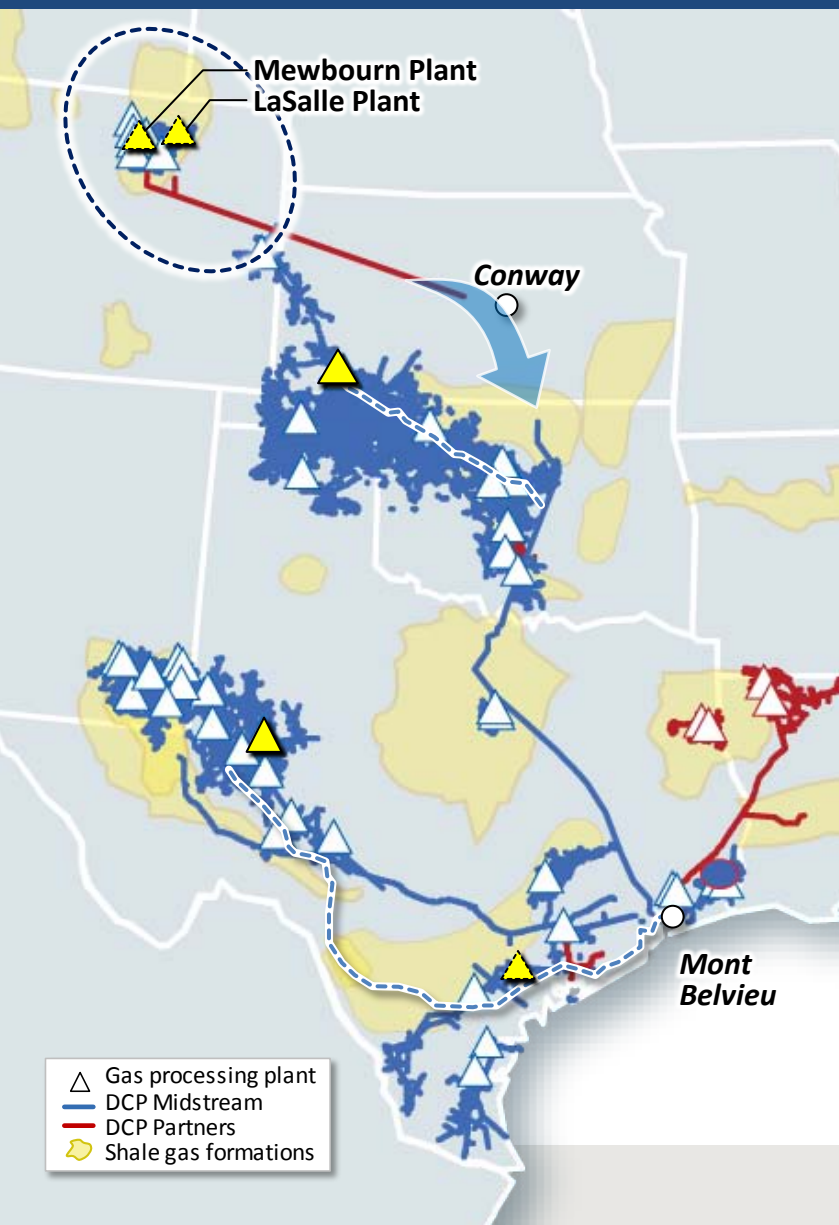 Mewbourn Plant
LaSalle Plant
Conway
Mont
Belvieu
Gas processing plant
DCP Midstream
DCP Partners
Shale gas formations